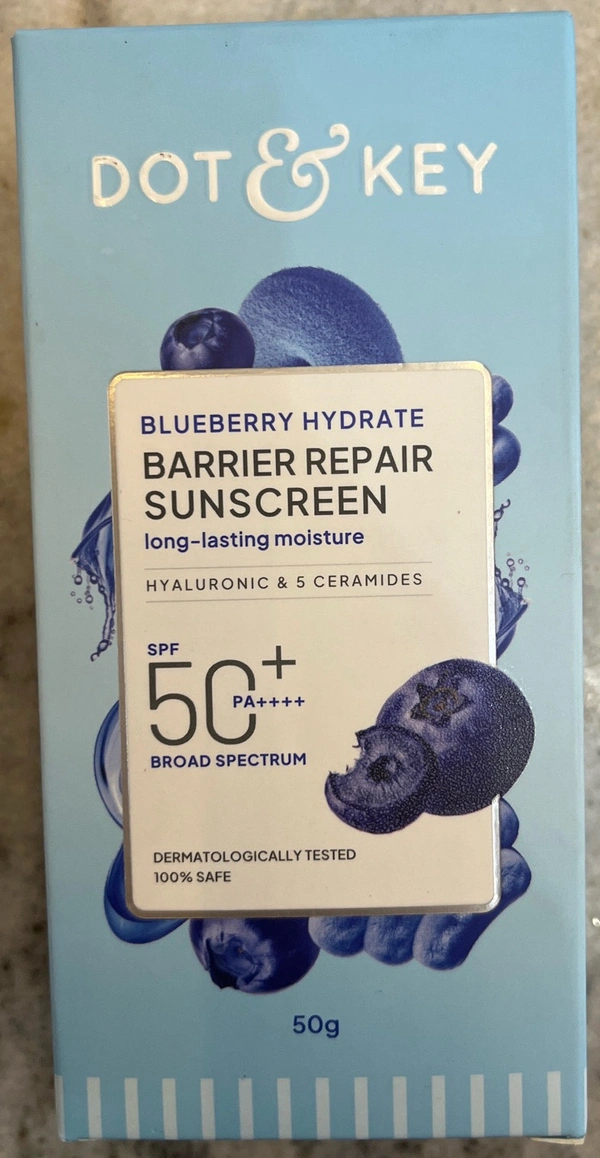 DOT & KEY
BLUEBERRY HYDRATE
BARRIER REPAIR
SUNSCREEN
long-lasting moisture
HYALURONIC & 5 CERAMIDES
SPF
50+
PA++++
BROAD SPECTRUM
DERMATOLOGICALLY TESTED
100% SAFE
50g